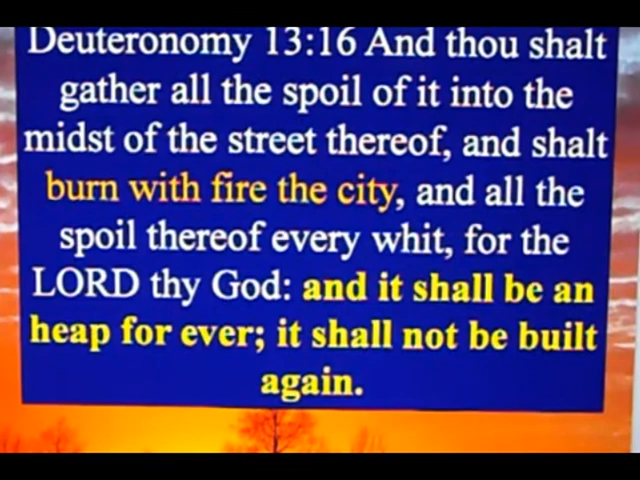 Deuteronomy 13:16 And thou shalt
gather all the spoil of it into the
midst of the street thereof, and shalt
burn with fire the city, and all the
spoil thereof every whit, for the
LORD thy God: and it shall be an
heap for ever; it shall not be built
again.